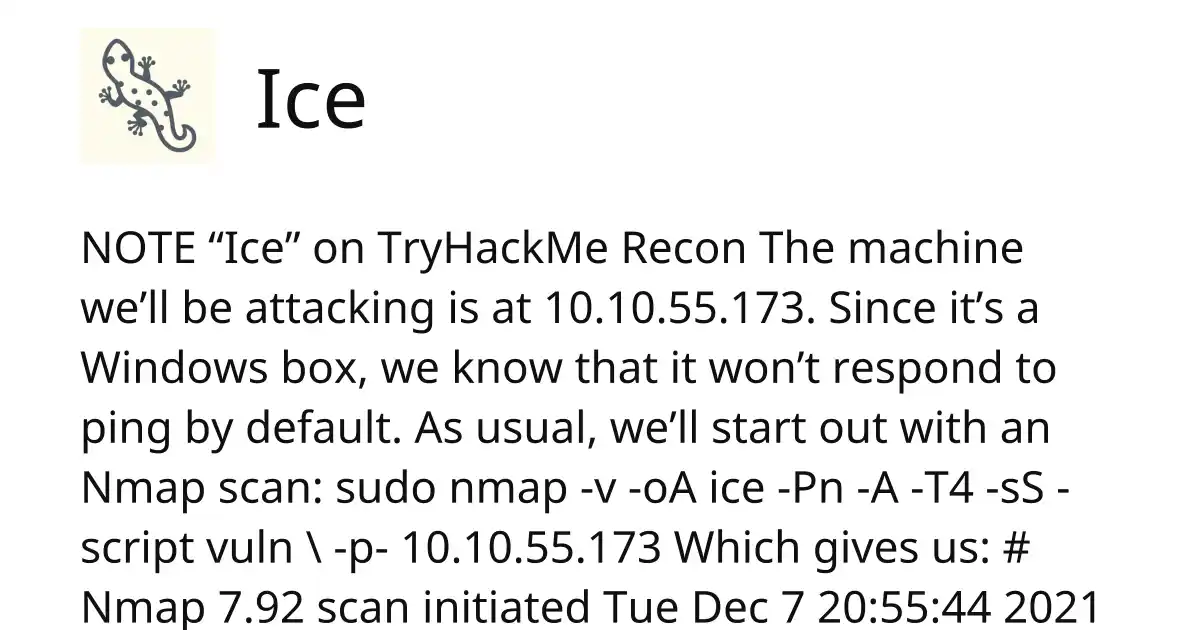 Ice
NOTE “Ice” on TryHackMe Recon The machine
we’ll be attacking is at 10.10.55.173. Since it’s a
Windows box, we know that it won’t respond to
ping by default. As usual, we’ll start out with an
Nmap scan: sudo nmap -v -oA ice -Pn -A -T4 -sS -
script vuln \ -p- 10.10.55.173 Which gives us: #
Nmap 7.92 scan initiated Tue Dec 7 20:55:44 2021